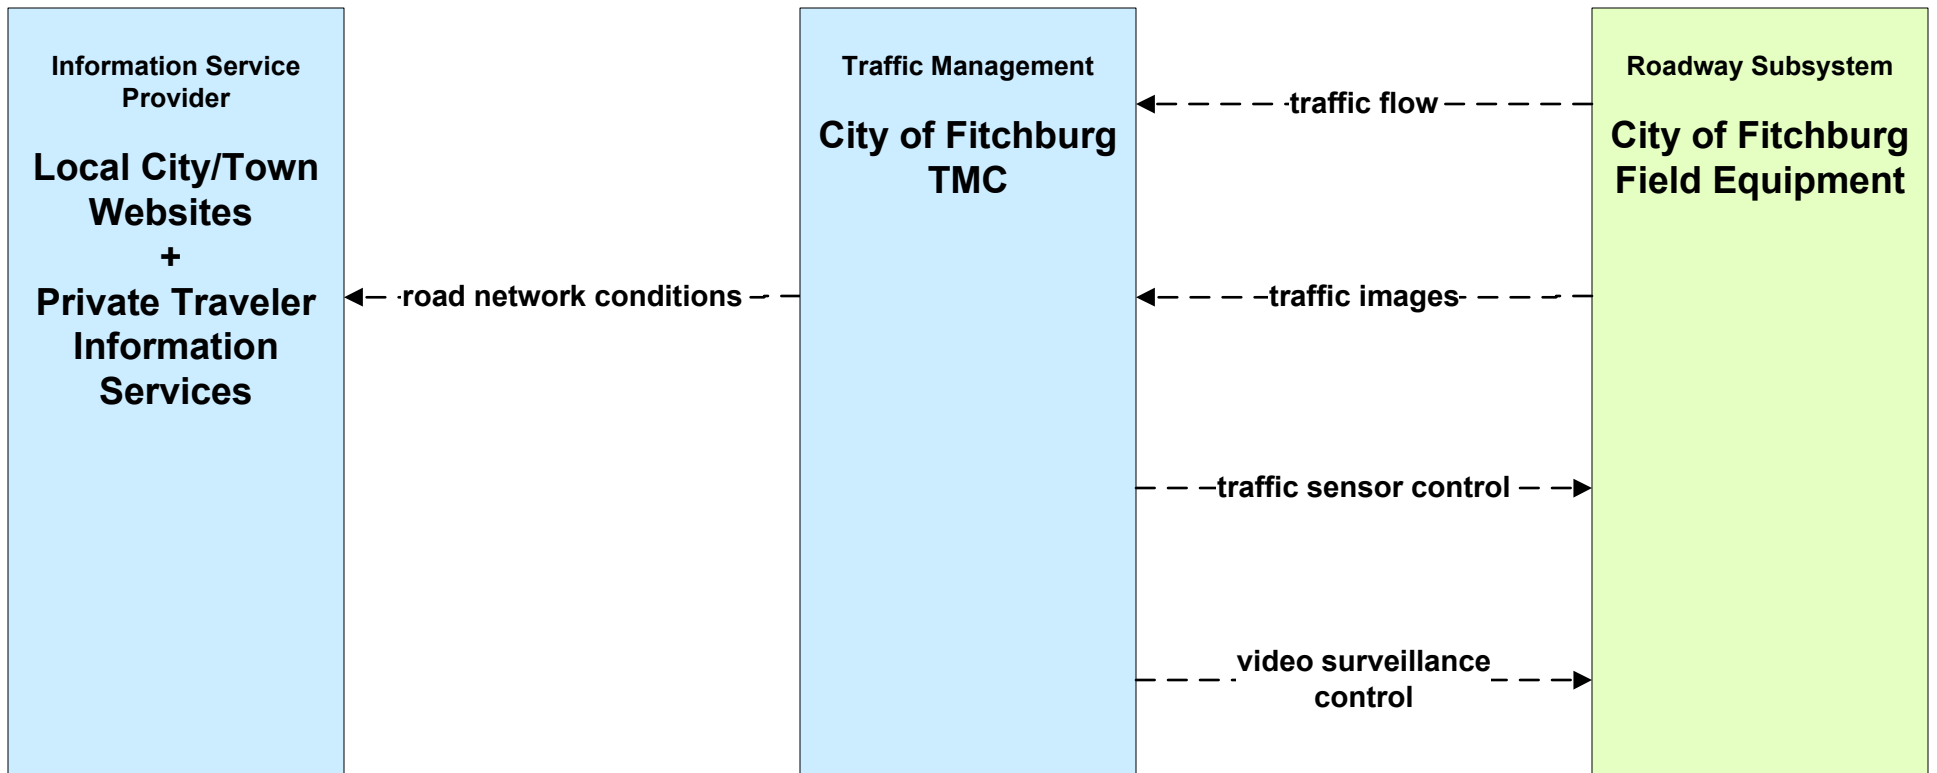 Information Service
Provider
Local City/Town
Websites
+
Private Traveler
Information
Services
road network conditions
Traffic Management
City of Fitchburg
TMC
traffic flow
traffic images
traffic sensor control
video surveillance
control
Roadway Subsystem
City of Fitchburg
Field Equipment